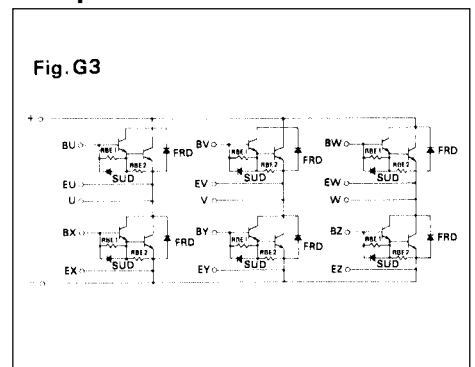 Fig.G3
+
BU RBE1 RBE2 FRD BV RBE1 RBE2 FRD BW RBE1 RBE2 FRD
SUD SUD SUD
EU EV EW
U V W
BX RBE1 RBE2 FRD BY RBE1 RBE2 FRD BZ RBE1 RBE2 FRD
SUD SUD SUD
EX EY EZ
-